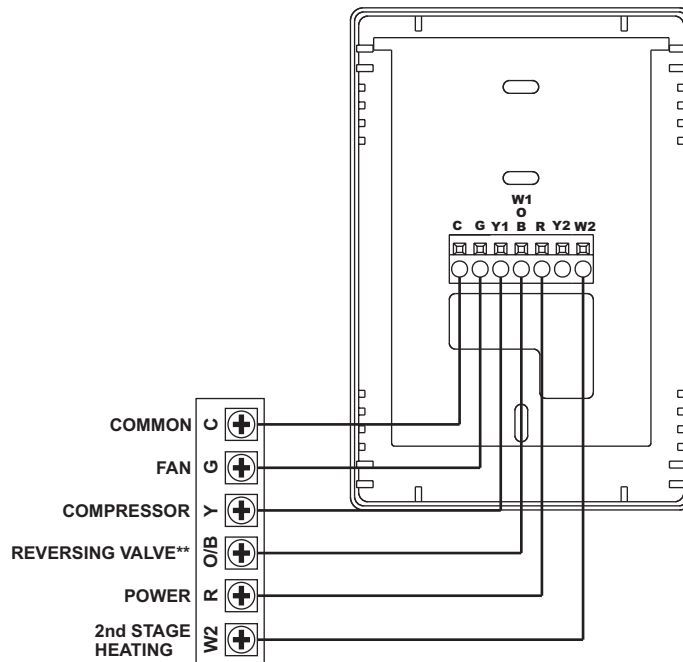 W1
O
C G Y1 B R Y2 W2
COMMON C
FAN G
COMPRESSOR Y
REVERSING VALVE** O/B
POWER R
2nd STAGE
HEATING W2